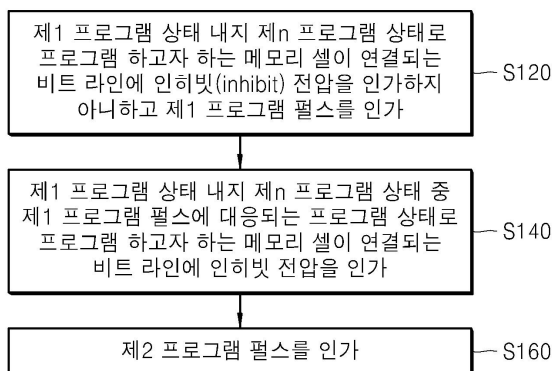 제1 프로그램 상태 내지 제n 프로그램 상태로
프로그램 하고자 하는 메모리 셀이 연결되는
비트 라인에 인히빗(inhibit) 전압을 인가하지
아니하고 제1 프로그램 펄스를 인가
S120
제1 프로그램 상태 내지 제n 프로그램 상태 중
제1 프로그램 펄스에 대응되는 프로그램 상태로
프로그램 하고자 하는 메모리 셀이 연결되는
비트 라인에 인히빗 전압을 인가
S140
제2 프로그램 펄스를 인가
S160